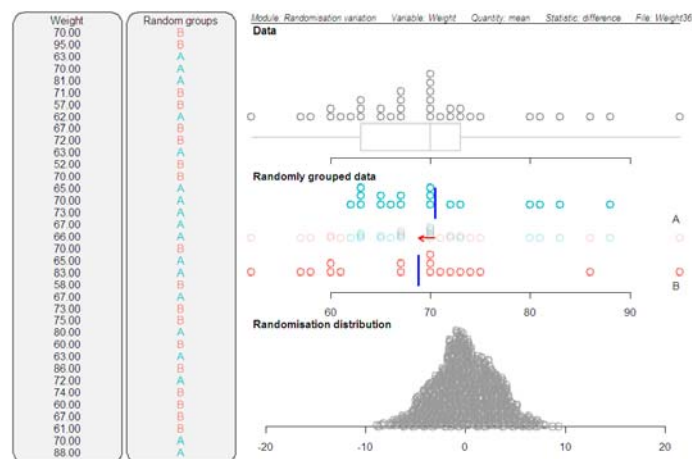 Weight
70.00
95.00
63.00
70.00
81.00
71.00
57.00
62.00
67.00
72.00
63.00
52.00
70.00
65.00
70.00
73.00
67.00
66.00
70.00
65.00
83.00
58.00
67.00
73.00
75.00
80.00
60.00
63.00
86.00
72.00
74.00
60.00
67.00
61.00
70.00
88.00
Random groups
B
B
A
A
A
B
B
A
B
B
A
B
B
A
A
A
A
A
B
A
A
B
A
B
B
A
B
A
B
A
B
B
B
B
A
A
Module: Randomisation variation Variable: Weight Quantity: mean Statistic: difference File: Weight36
Data
Randomly grouped data
A
B
60 70 80 90
Randomisation distribution
-20 -10 0 10 20